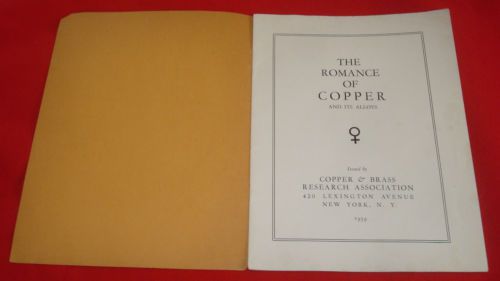 THE
ROMANCE
OF
COPPER
AND ITS ALLOYS
♀
Issued by
COPPER & BRASS
RESEARCH ASSOCIATION
420 LEXINGTON AVENUE
NEW YORK, N. Y.